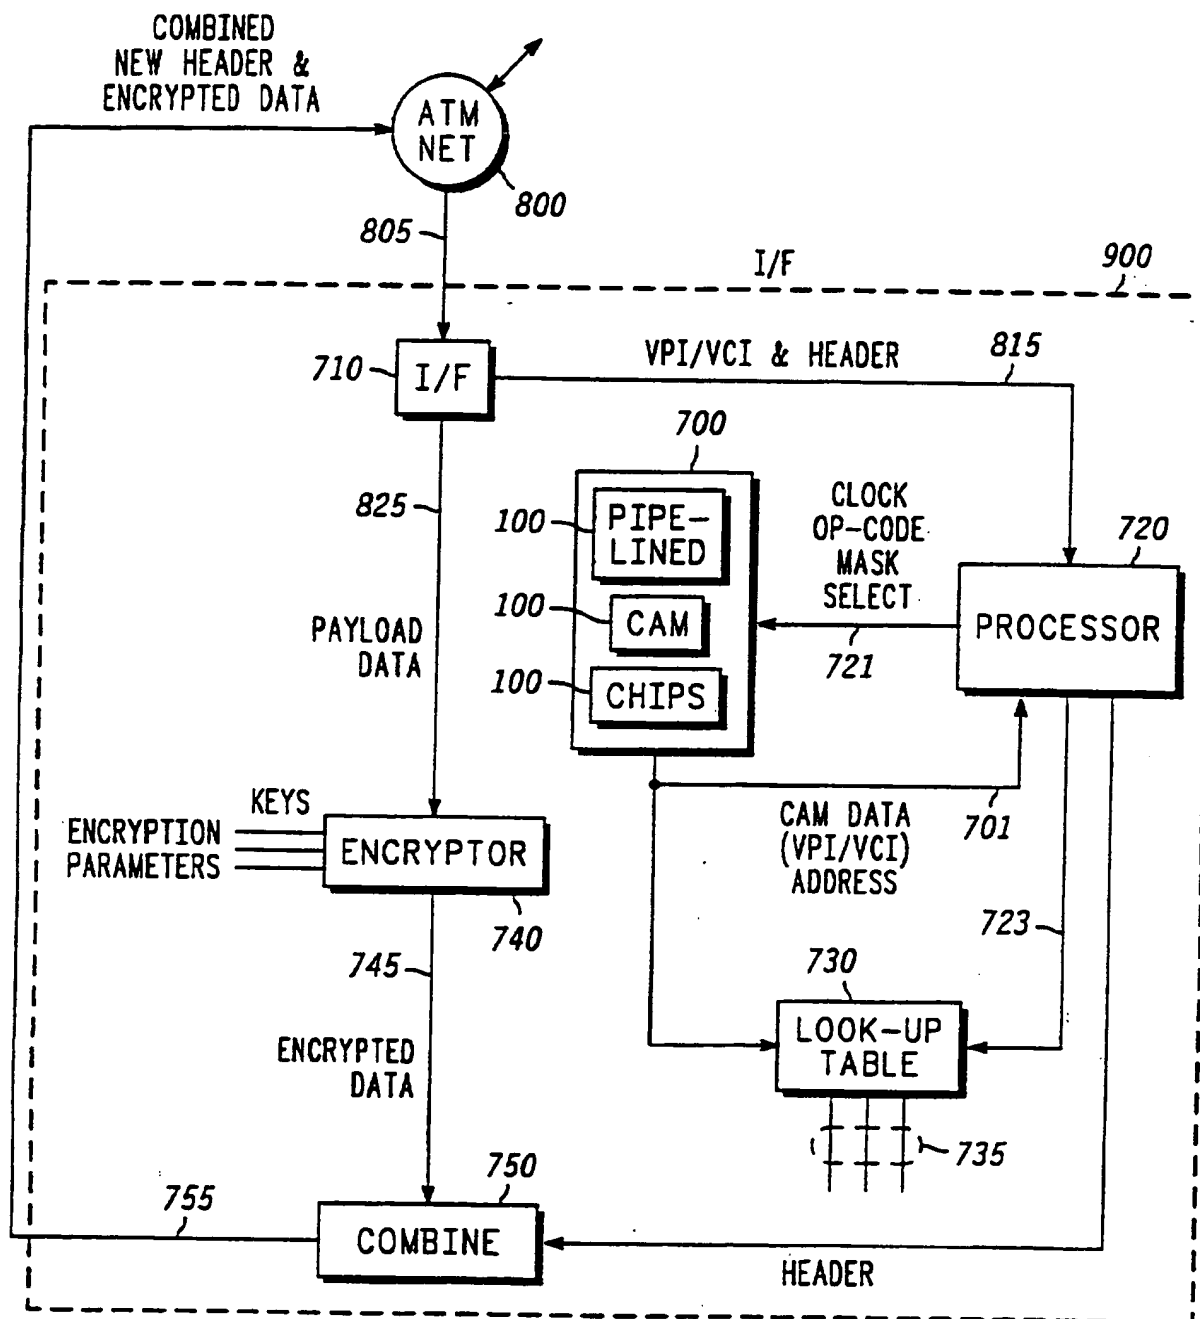 COMBINED
NEW HEADER &
ENCRYPTED DATA
ATM
NET
800
805
I/F
900
710
I/F
VPI/VCI & HEADER
815
700
825
100
PIPE-
LINED
CLOCK
OP-CODE
MASK
SELECT
720
100
CAM
PROCESSOR
721
PAYLOAD
DATA
100
CHIPS
KEYS
ENCRYPTION
PARAMETERS
ENCRYPTOR
740
CAM DATA
(VPI/VCI)
ADDRESS
701
723
745
730
LOOK-UP
TABLE
ENCRYPTED
DATA
735
750
755
COMBINE
HEADER